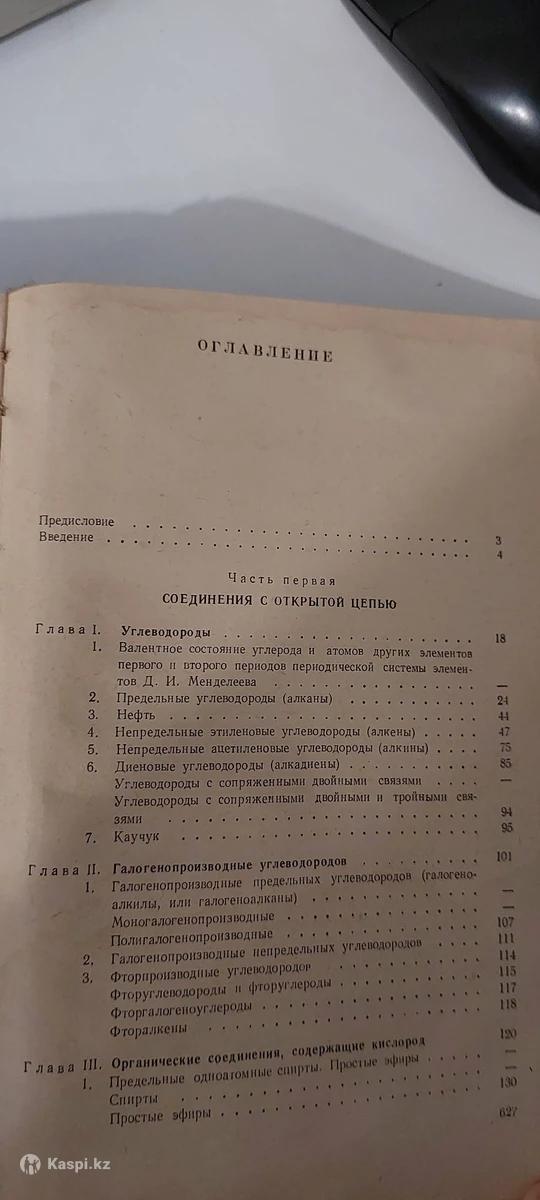 ОГЛАВЛЕНИЕ
Предисловие . . . . . . . . . . . . . . . . . . . . 3
Введение . . . . . . . . . . . . . . . . . . . . 4
Часть первая
СОЕДИНЕНИЯ С ОТКРЫТОЙ ЦЕПЬЮ
Глава I. Углеводороды . . . . . . . . . . . . . . . . 18
1. Валентное состояние углерода и атомов других элементов
первого и второго периодов периодической системы элемен-
тов Д. И. Менделеева . . . . . . . . . . . . —
2. Предельные углеводороды (алканы) . . . . . . . . 24
3. Нефть . . . . . . . . . . . . . . . . . . 44
4. Непредельные этиленовые углеводороды (алкены) . . . . 47
5. Непредельные ацетиленовые углеводороды (алкины) . . . . 75
6. Диеновые углеводороды (алкадиены) . . . . . . . . 85
Углеводороды с сопряженными двойными связями . . . . —
Углеводороды с сопряженными двойными и тройными свя-
зями . . . . . . . . . . . . . . . . . . 94
7. Каучук . . . . . . . . . . . . . . . . . . 95
Глава II. Галогенопроизводные углеводородов . . . . . . . . 101
1. Галогенопроизводные предельных углеводородов (галогено-
алкилы, или галогеноалканы) . . . . . . . . . . —
Моногалогенопроизводные . . . . . . . . . . . . —
Полигалогенопроизводные . . . . . . . . . . . . 107
2. Галогенопроизводные непредельных углеводородов . . . 111
3. Фторпроизводные углеводородов . . . . . . . . . 114
Фторуглеводороды и фторуглероды . . . . . . . . . 115
Фторгалогеноуглероды . . . . . . . . . . . . . 117
Фторалкены . . . . . . . . . . . . . . . . 118
Глава III. Органические соединения, содержащие кислород 120
1. Предельные одноатомные спирты. Простые эфиры . . . . —
Спирты . . . . . . . . . . . . . . . . . . —
Простые эфиры . . . . . . . . . . . . . . . 130
627
Kaspi.kz